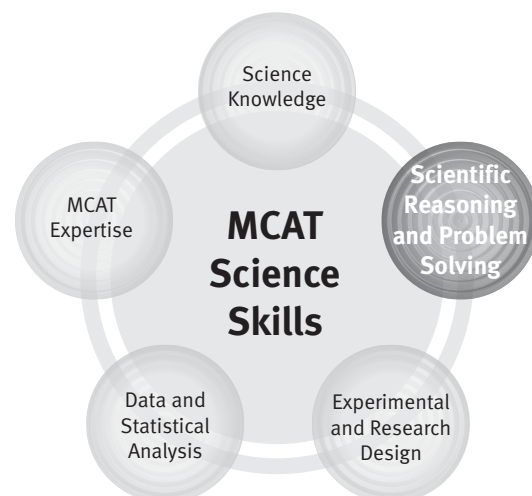 Science
Knowledge
Scientific
Reasoning
and Problem
Solving
MCAT
Expertise
MCAT
Science
Skills
Data and
Statistical
Analysis
Experimental
and Research
Design